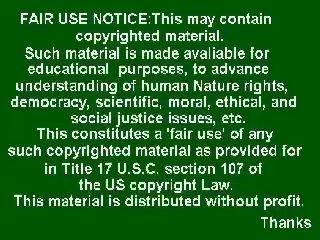 FAIR USE NOTICE:This may contain
copyrighted material.
Such material is made avaliable for
educational purposes, to advance
understanding of human Nature rights,
democracy, scientific, moral, ethical, and
social justice issues, etc.
This constitutes a 'fair use' of any
such copyrighted material as provided for
in Title 17 U.S.C. section 107 of
the US copyright Law.
This material is distributed without profit.
Thanks